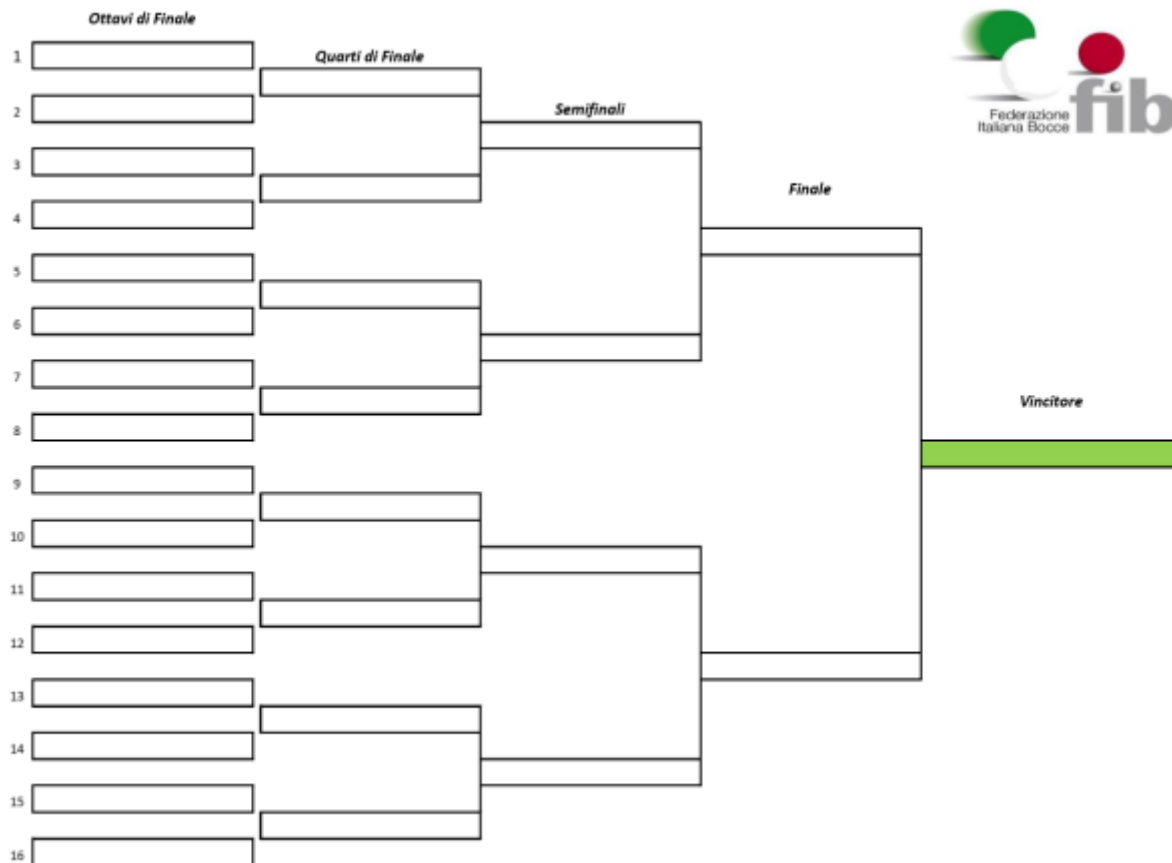 Ottavi di Finale
Quarti di Finale
Semifinali
Finale
Vincitore
Federazione
Italiana Bocce
fib
1
2
3
4
5
6
7
8
9
10
11
12
13
14
15
16